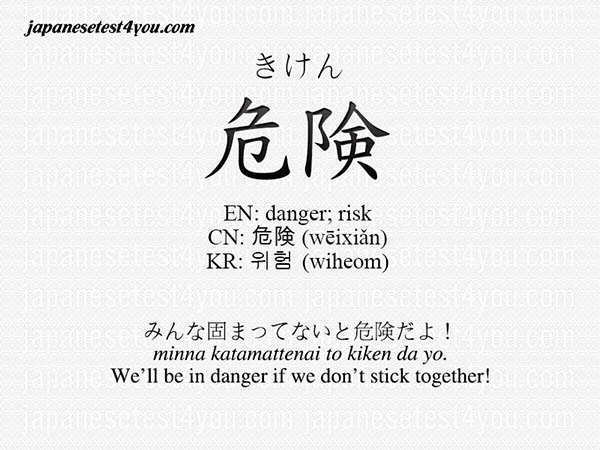 japanesetest4you.com
きけん
危険
EN: danger; risk
CN: 危险 (wēixiǎn)
KR: 위험 (wiheom)
みんな固まってないと危険だよ！
minna katamattenai to kiken da yo.
We'll be in danger if we don't stick together!